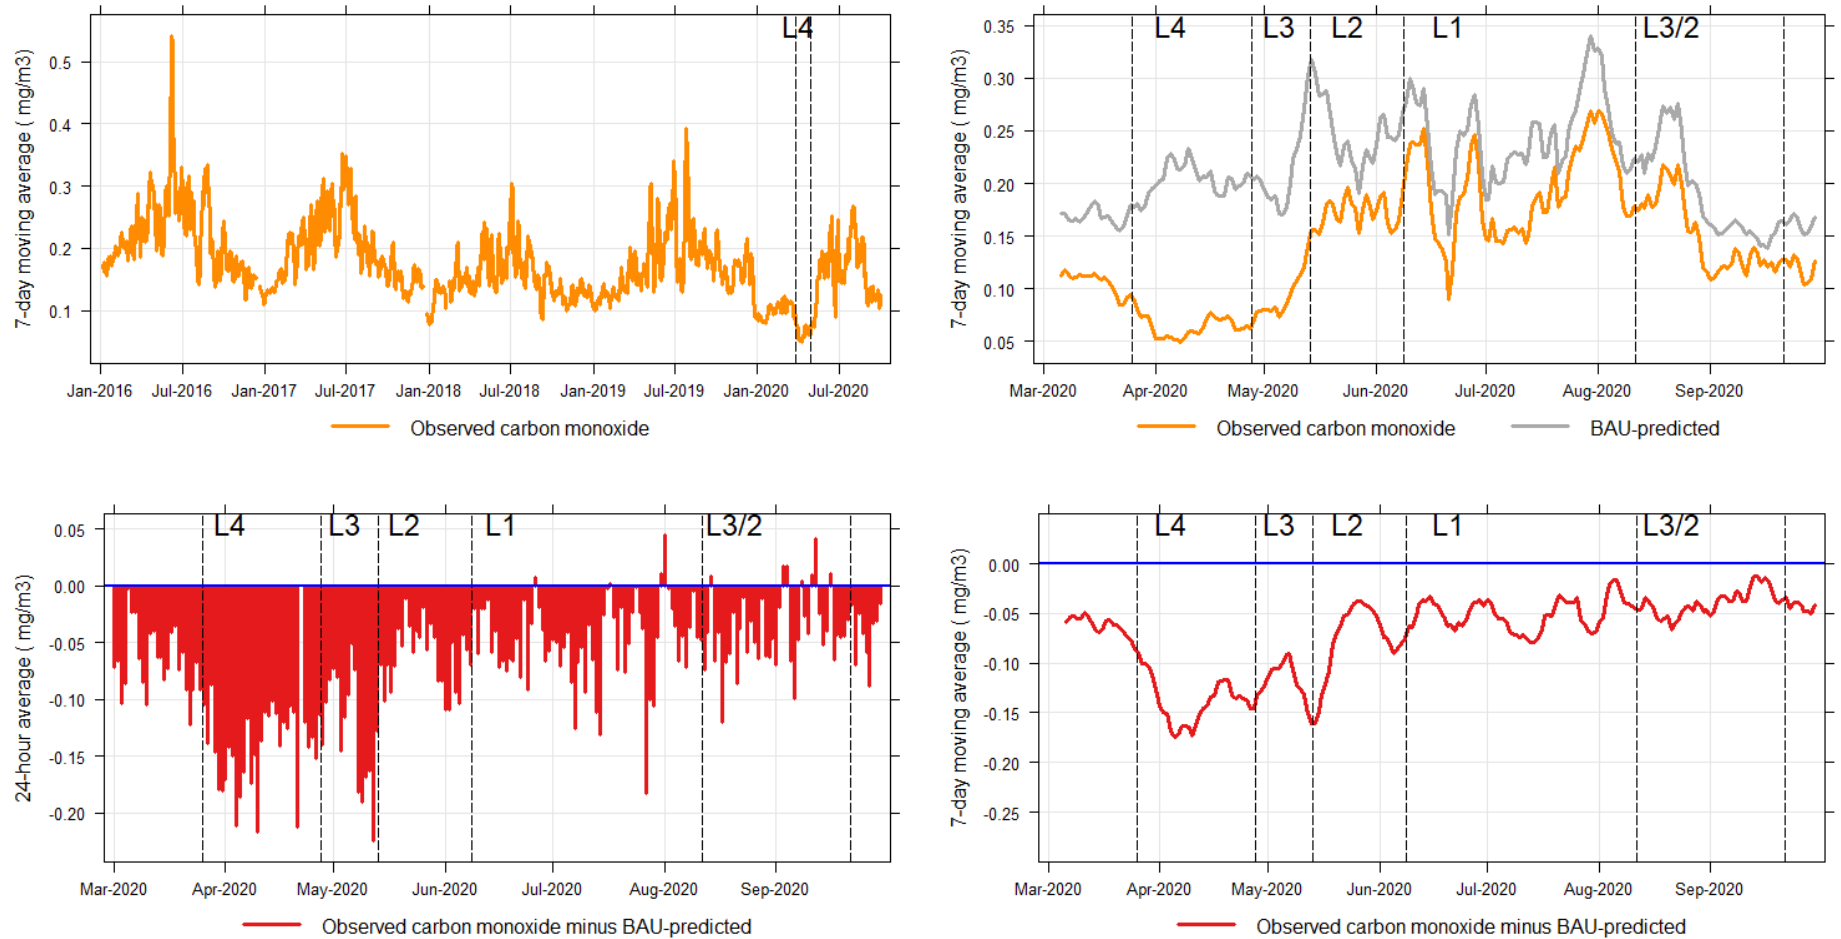 7-day moving average ( mg/m3)
0.5
0.4
0.3
0.2
0.1
L4
Jan-2016 Jul-2016 Jan-2017 Jul-2017 Jan-2018 Jul-2018 Jan-2019 Jul-2019 Jan-2020 Jul-2020
Observed carbon monoxide
7-day moving average ( mg/m3)
0.35
0.30
0.25
0.20
0.15
0.10
0.05
L4 L3 L2 L1 L3/2
Mar-2020 Apr-2020 May-2020 Jun-2020 Jul-2020 Aug-2020 Sep-2020
Observed carbon monoxide BAU-predicted
24-hour average ( mg/m3)
0.05
0.00
-0.05
-0.10
-0.15
-0.20
L4 L3 L2 L1 L3/2
Mar-2020 Apr-2020 May-2020 Jun-2020 Jul-2020 Aug-2020 Sep-2020
Observed carbon monoxide minus BAU-predicted
7-day moving average ( mg/m3)
0.00
-0.05
-0.10
-0.15
-0.20
-0.25
L4 L3 L2 L1 L3/2
Mar-2020 Apr-2020 May-2020 Jun-2020 Jul-2020 Aug-2020 Sep-2020
Observed carbon monoxide minus BAU-predicted